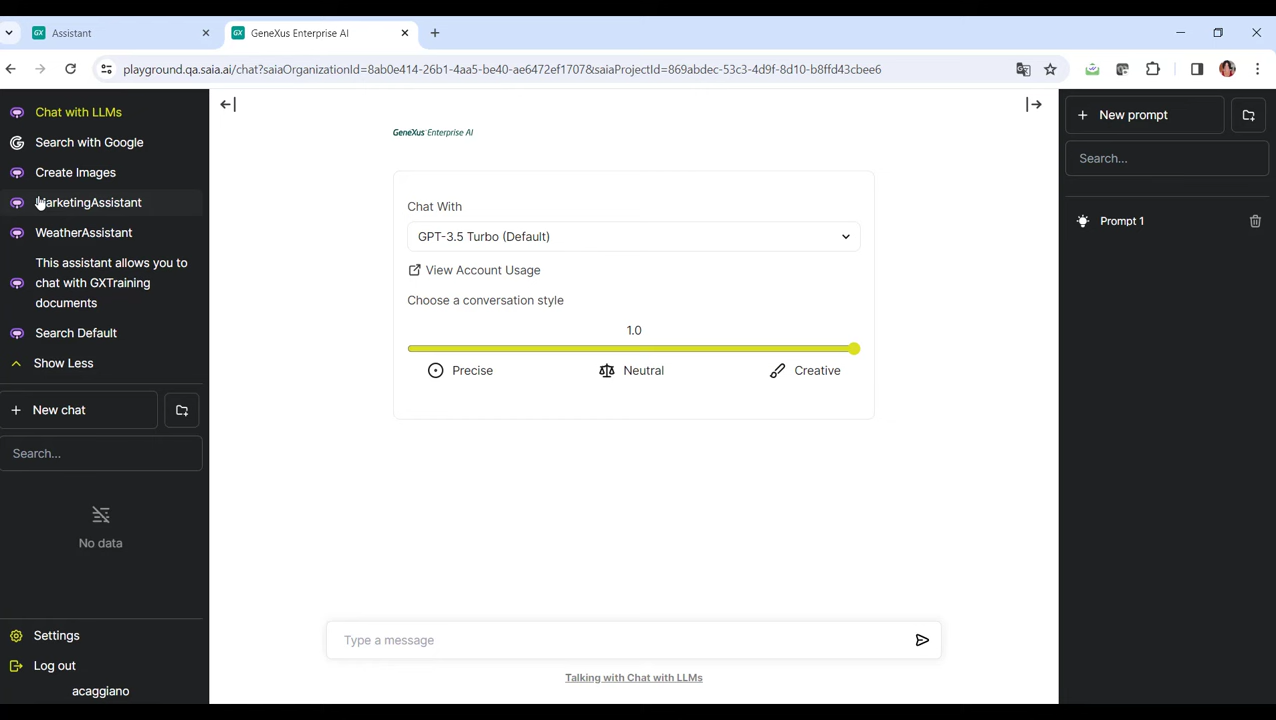 Assistant
GeneXus Enterprise AI
playground.qa.saia.ai/chat?saiaOrganizationId=8ab0e414-26b1-4aa5-be40-ae6472ef1707&saiaProjectId=869abdec-53c3-4d9f-8d10-b8ffd43cbee6
Chat with LLMs
Search with Google
Create Images
MarketingAssistant
WeatherAssistant
This assistant allows you to
chat with GXTraining
documents
Search Default
Show Less
New chat
Search...
No data
Settings
Log out
acaggiano
GeneXus Enterprise AI
Chat With
GPT-3.5 Turbo (Default)
View Account Usage
Choose a conversation style
1.0
Precise Neutral Creative
Type a message
Talking with Chat with LLMs
New prompt
Search...
Prompt 1